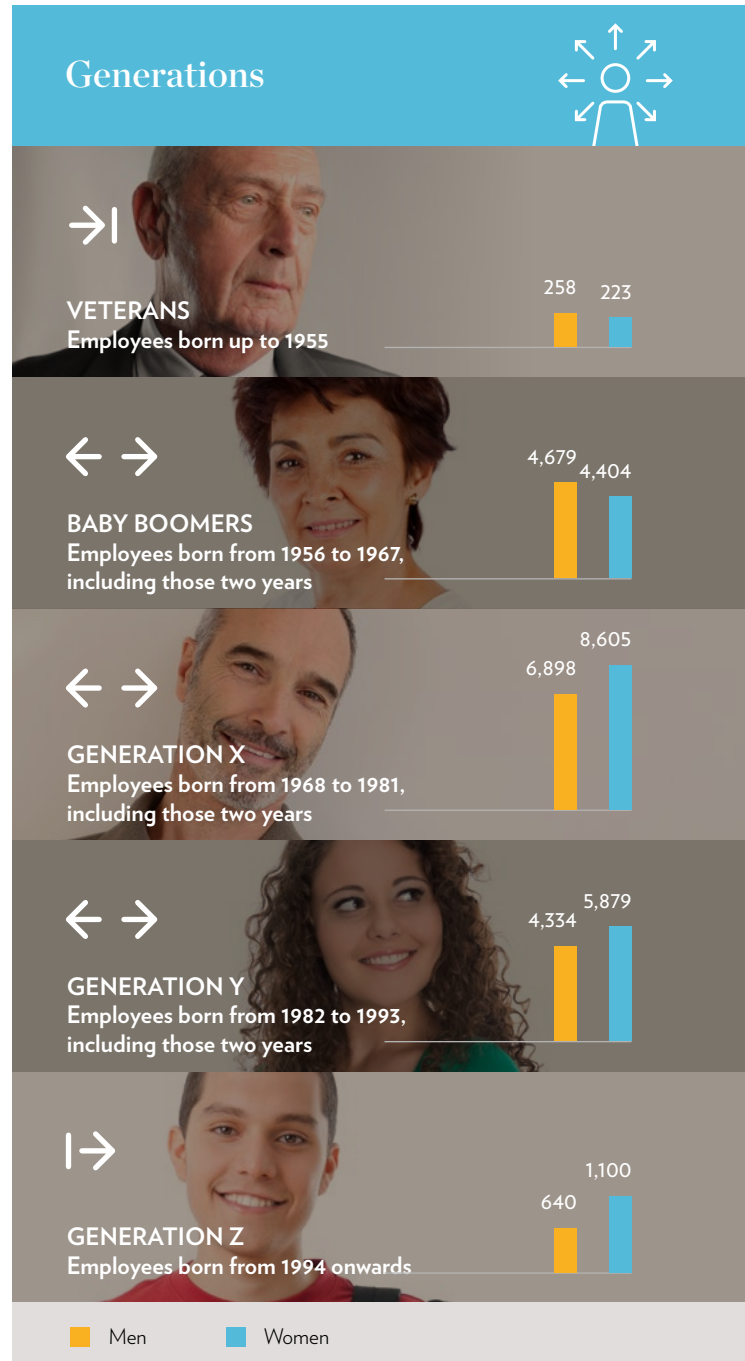 Generations
258
223
VETERANS
Employees born up to 1955
4,679
4,404
BABY BOOMERS
Employees born from 1956 to 1967,
including those two years
8,605
6,898
GENERATION X
Employees born from 1968 to 1981,
including those two years
5,879
4,334
GENERATION Y
Employees born from 1982 to 1993,
including those two years
1,100
640
GENERATION Z
Employees born from 1994 onwards
Men
Women